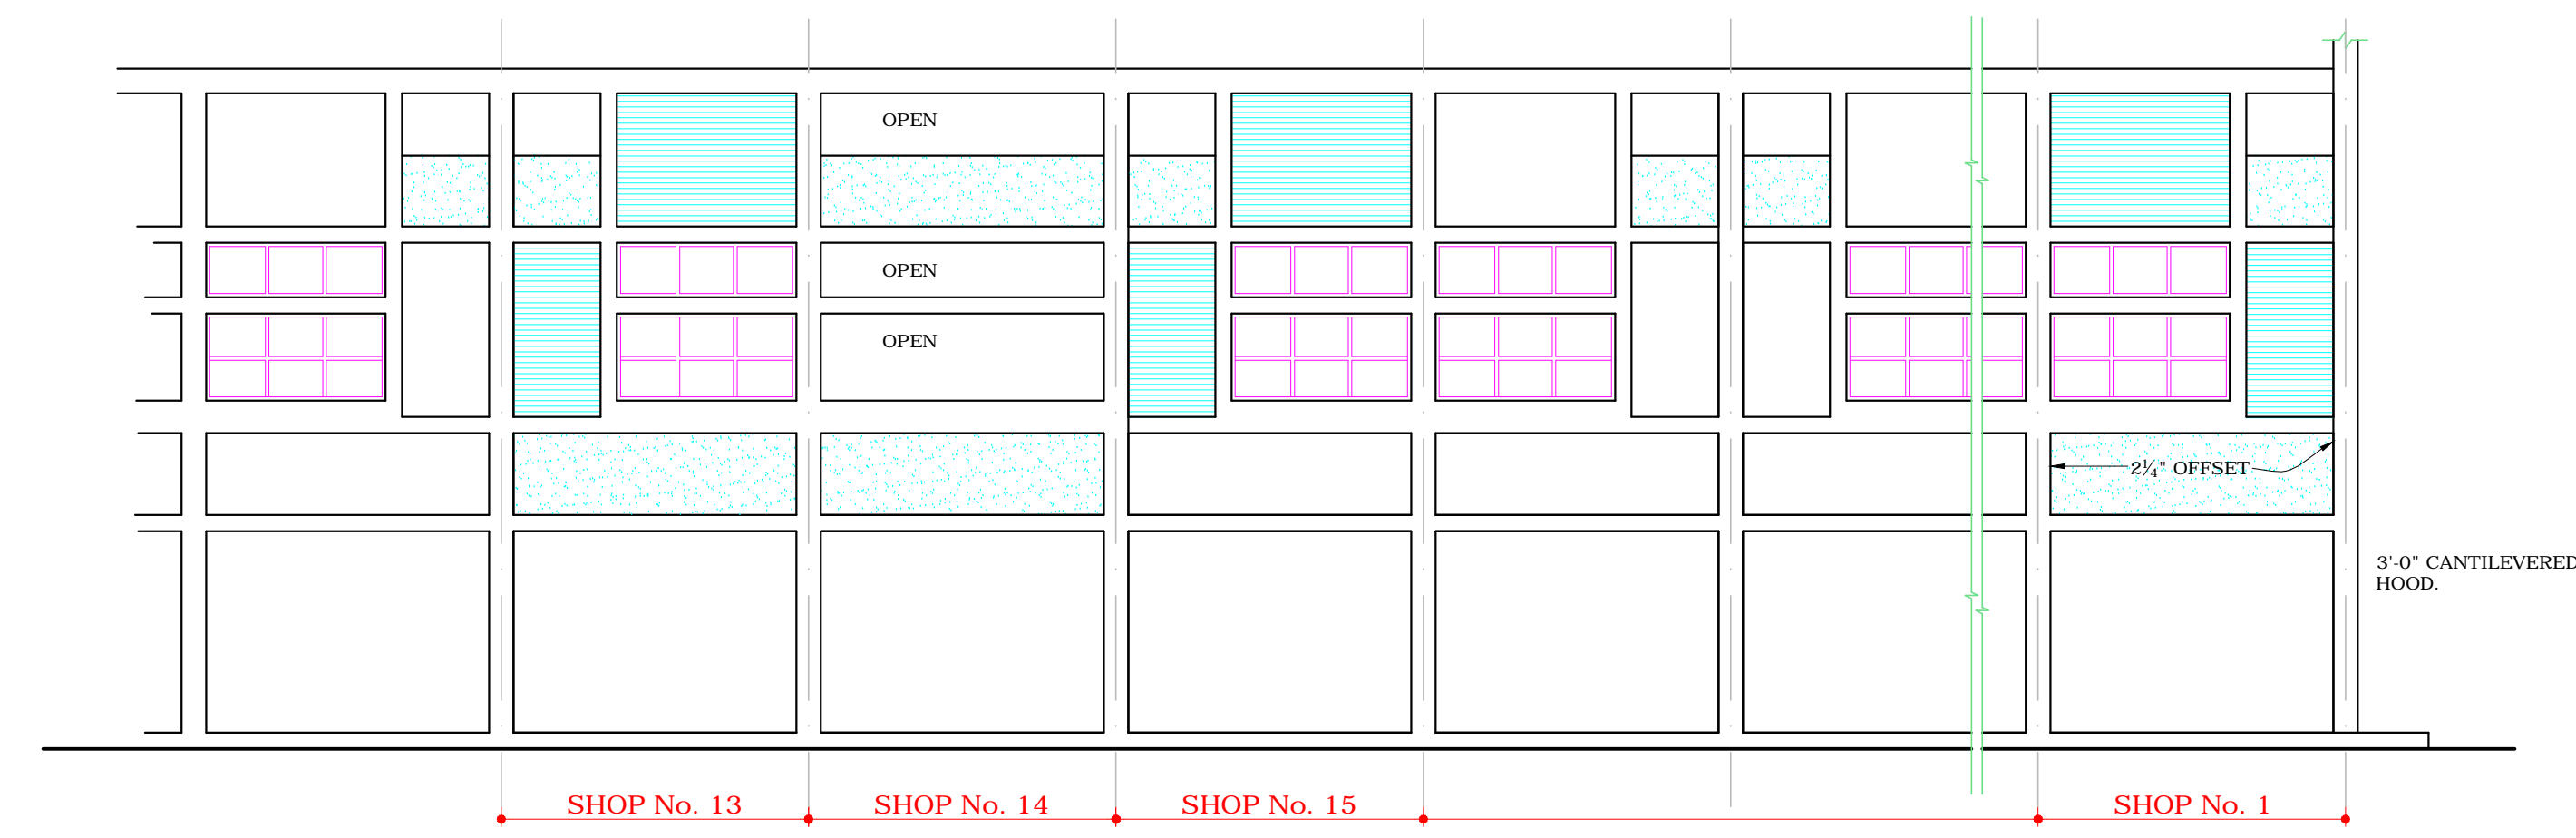 OPEN
OPEN
OPEN
2¼" OFFSET
3'-0" CANTILEVERED
HOOD.
SHOP No. 13
SHOP No. 14
SHOP No. 15
SHOP No. 1